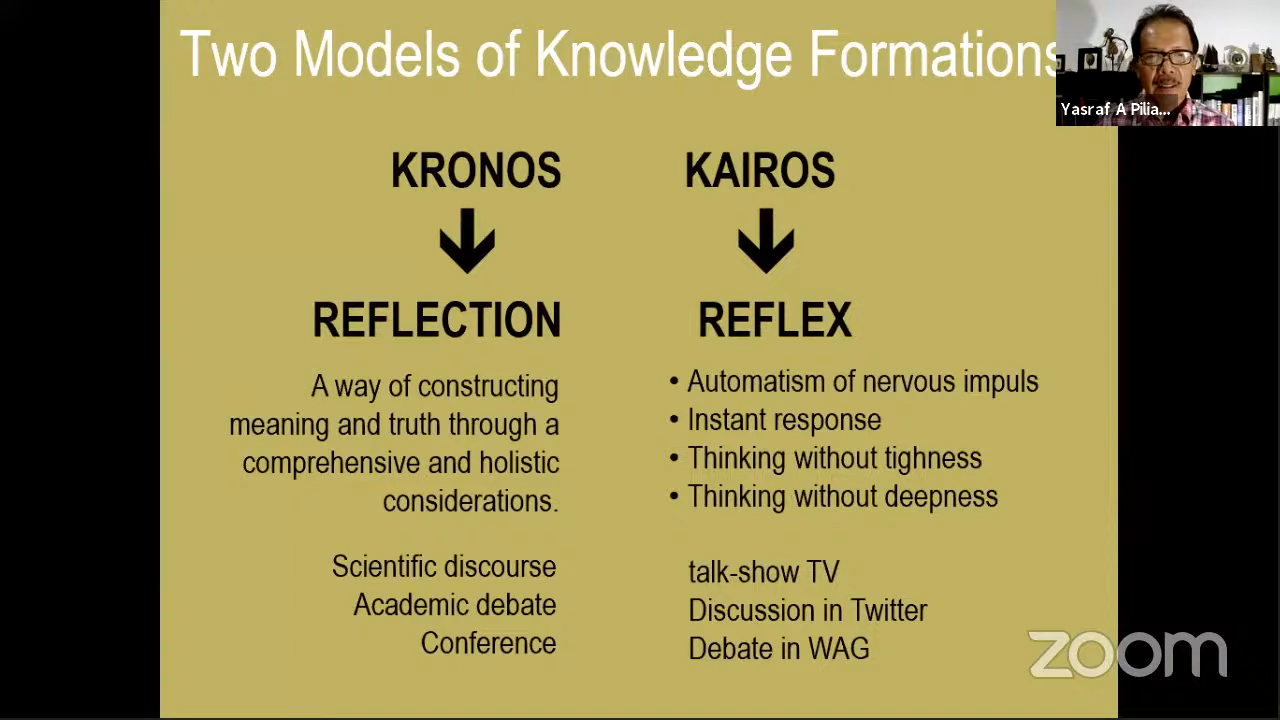 Two Models of Knowledge Formations
Yasraf A Pilia...
KRONOS
REFLECTION
A way of constructing
meaning and truth through a
comprehensive and holistic
considerations.
Scientific discourse
Academic debate
Conference
KAIROS
REFLEX
• Automatism of nervous impuls
• Instant response
• Thinking without tighness
• Thinking without deepness
talk-show TV
Discussion in Twitter
Debate in WAG
zoom